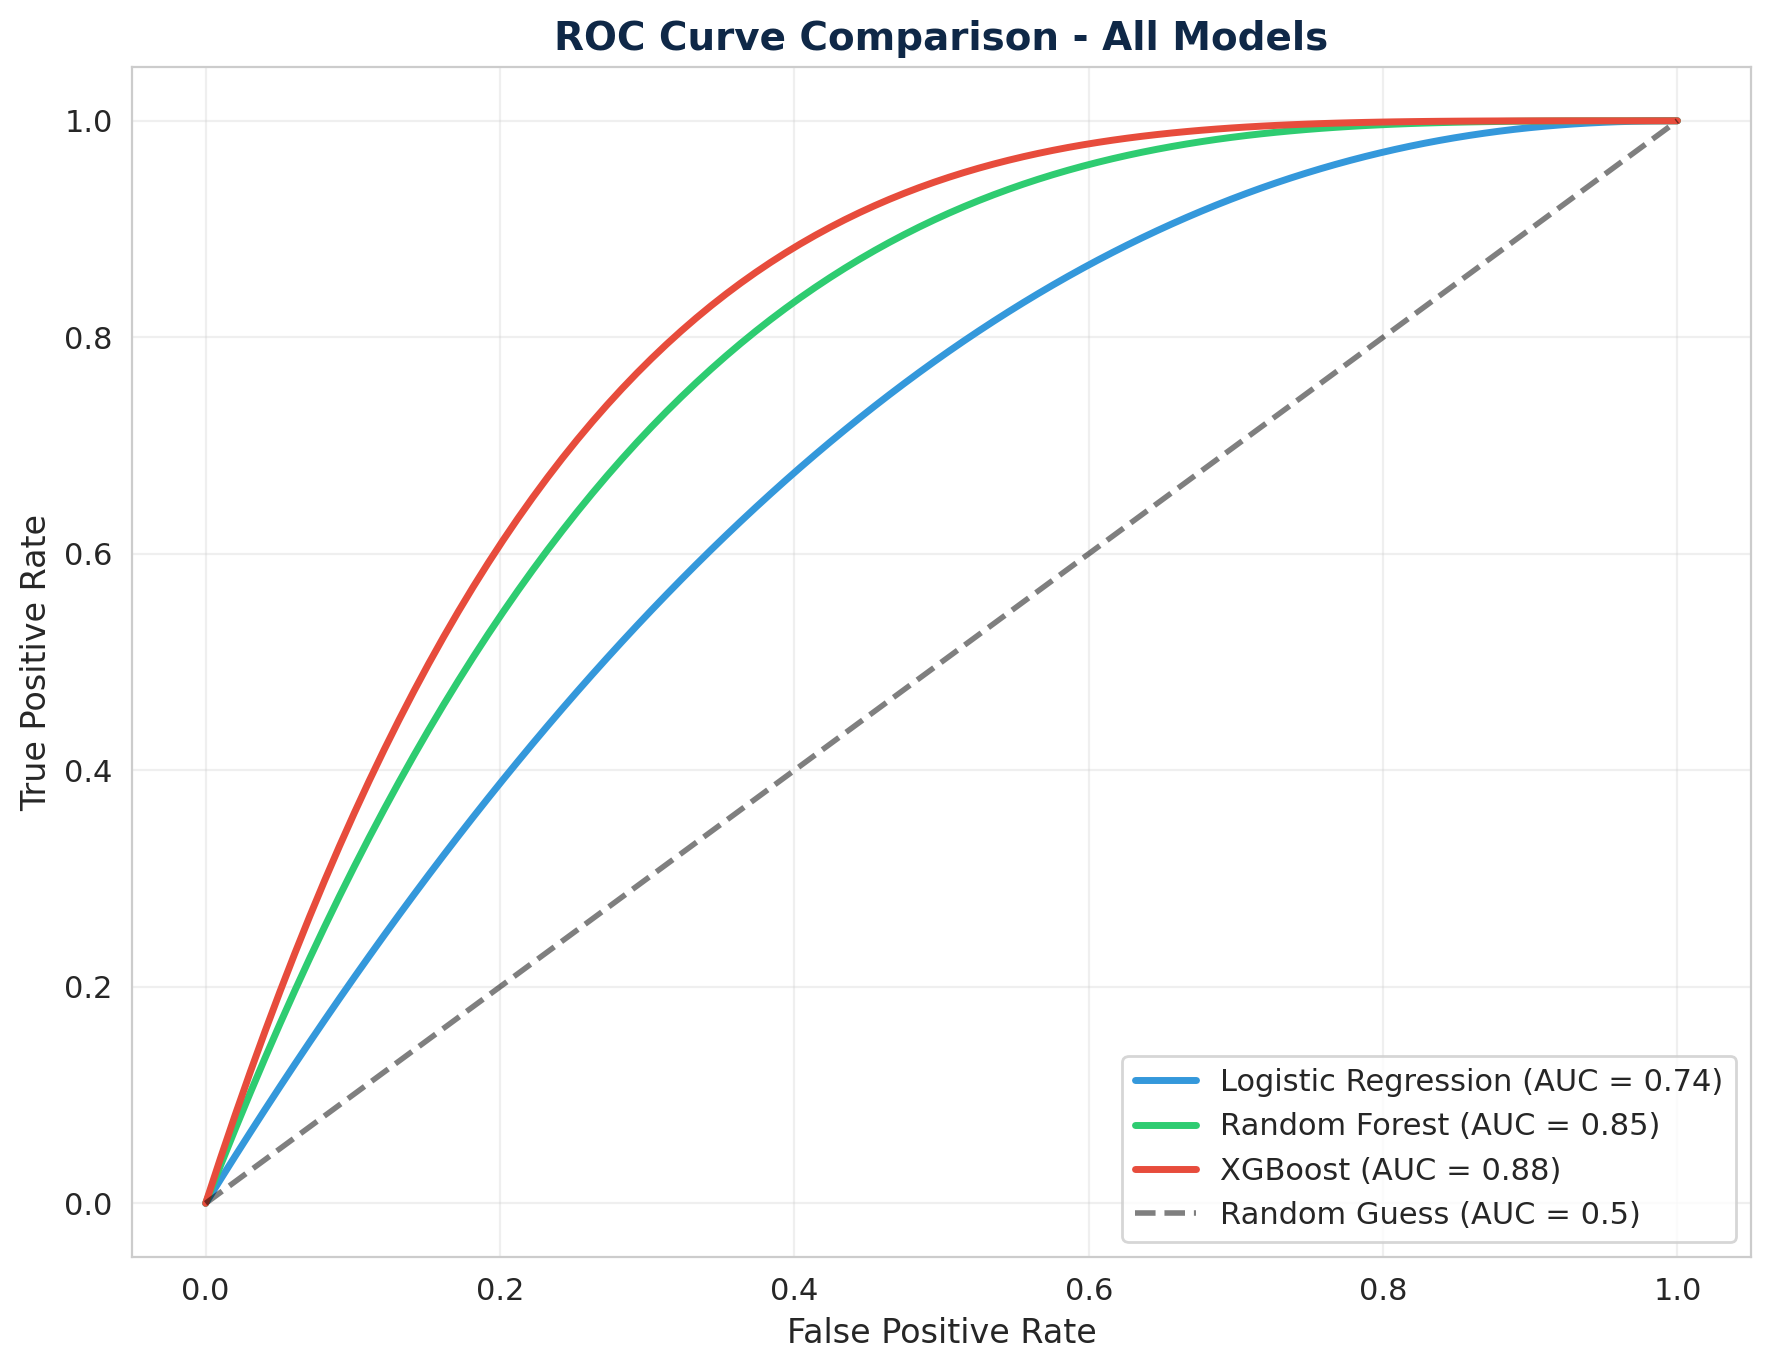 ROC Curve Comparison - All Models
True Positive Rate
1.0
0.8
0.6
0.4
0.2
0.0
0.0 0.2 0.4 0.6 0.8 1.0
False Positive Rate
Logistic Regression (AUC = 0.74)
Random Forest (AUC = 0.85)
XGBoost (AUC = 0.88)
Random Guess (AUC = 0.5)